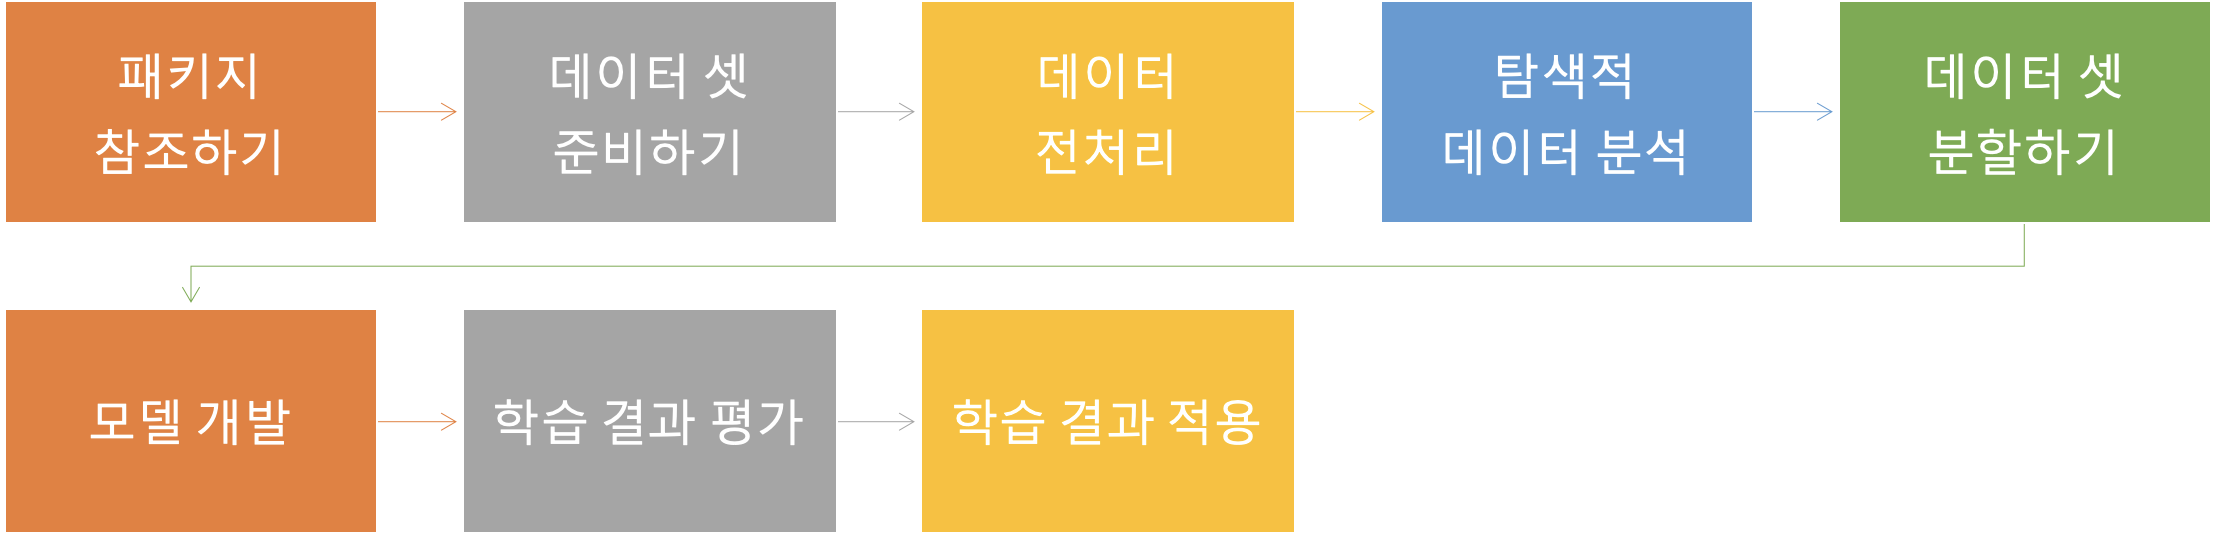 패키지
참조하기
데이터 셋
준비하기
데이터
전처리
탐색적
데이터 분석
데이터 셋
분할하기
모델 개발
학습 결과 평가
학습 결과 적용